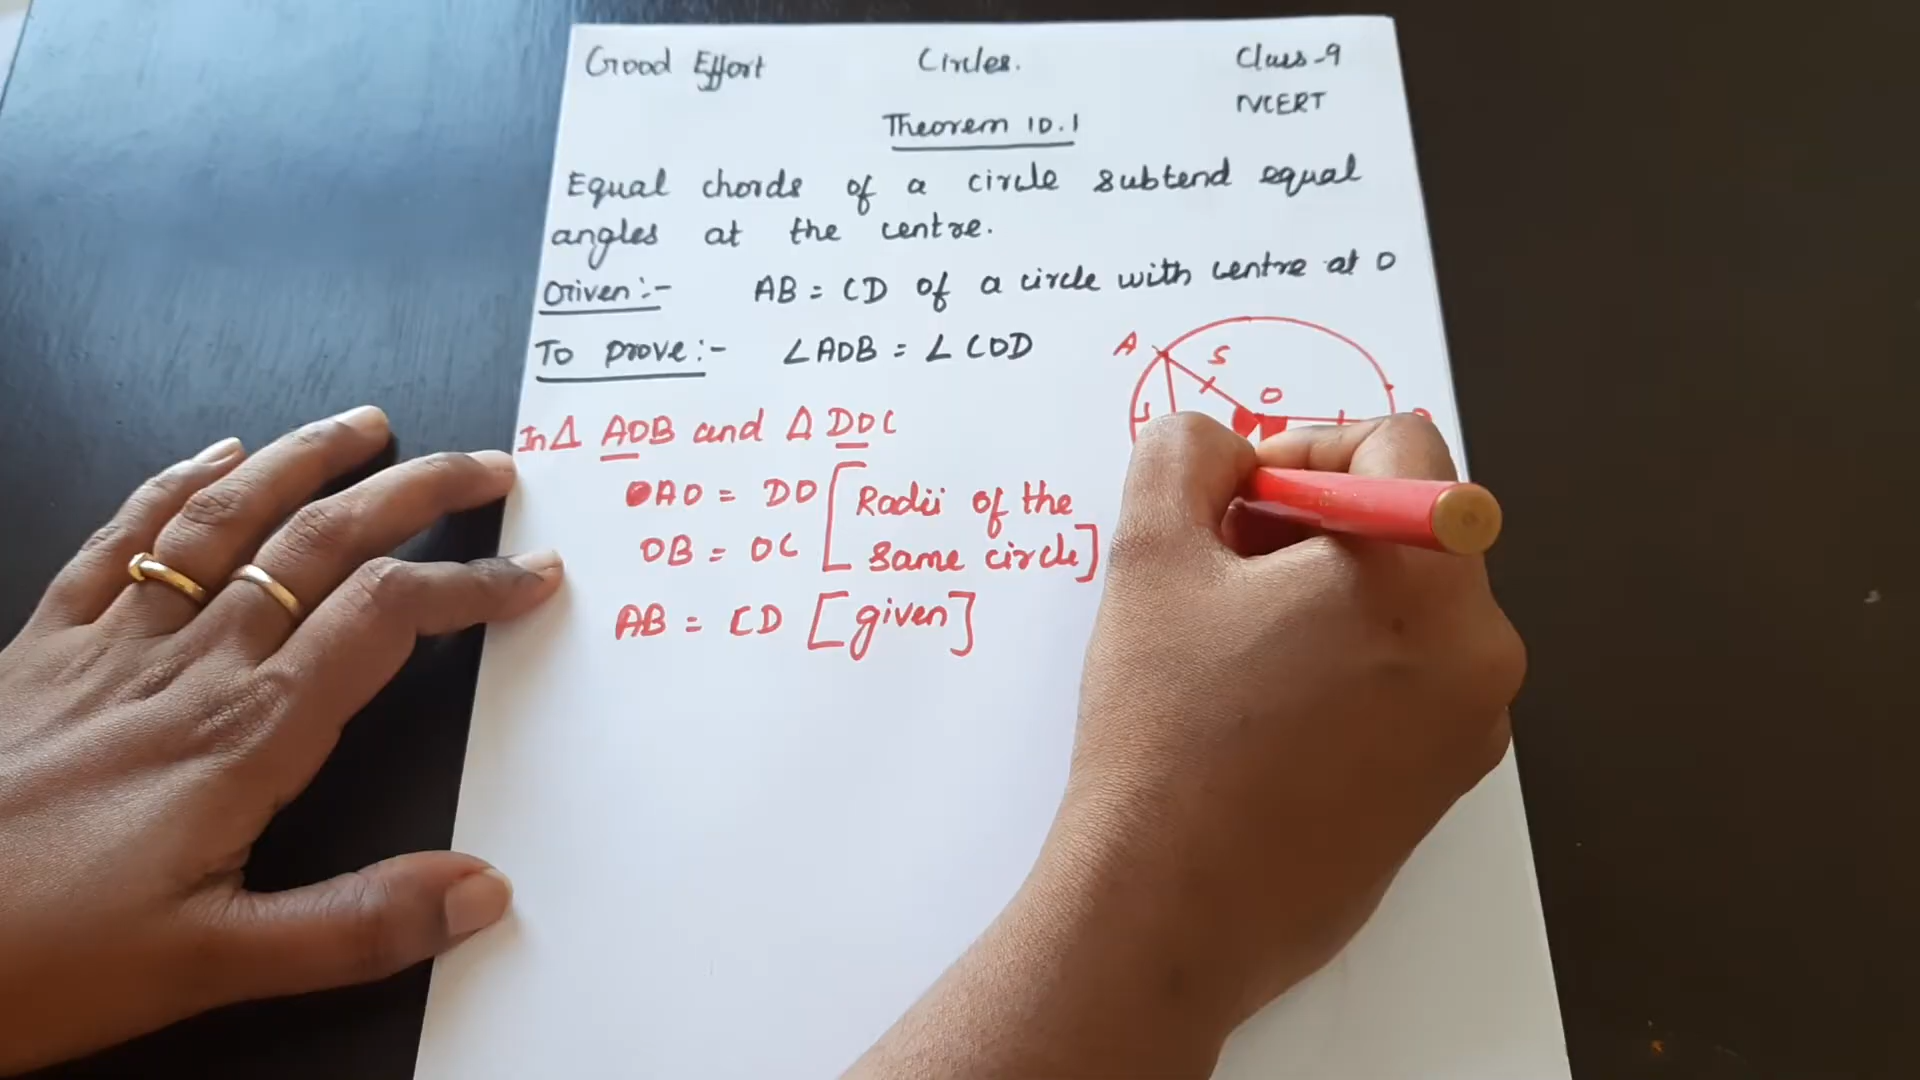 Good Effort Circles. Class-9
NCERT
Theorem 10.1
Equal chords of a circle subtend equal
angles at the centre.
Given:- AB = CD of a circle with centre at O
To prove:- ∠AOB = ∠COD
A S O
In Δ AOB and Δ DOC
AO = DO [Radii of the
OB = OC same circle]
AB = CD [given]